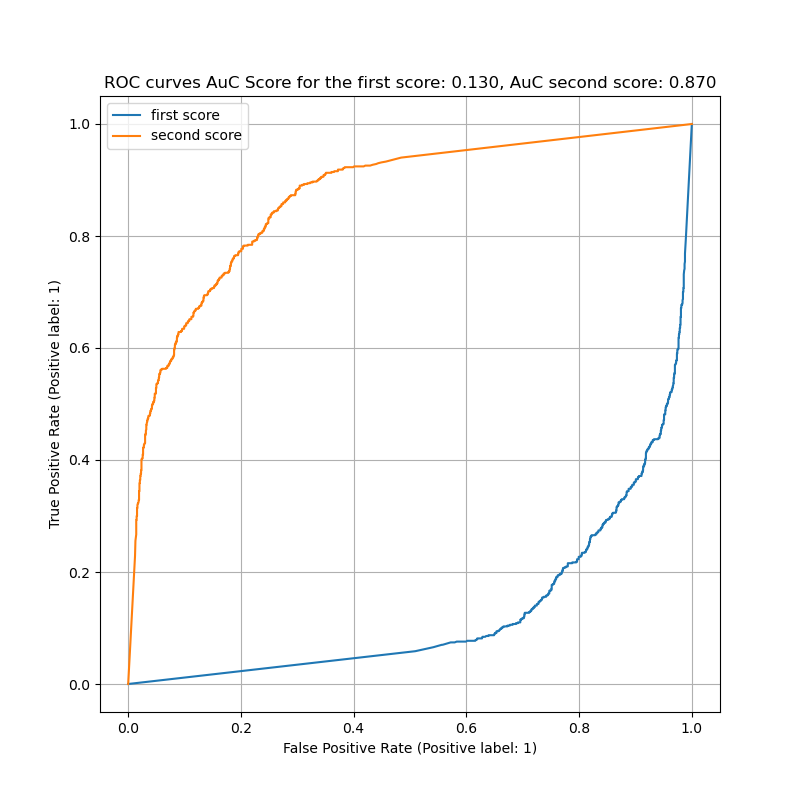 ROC curves AuC Score for the first score: 0.130, AuC second score: 0.870
first score
second score
1.0
0.8
0.6
0.4
0.2
0.0
True Positive Rate (Positive label: 1)
0.0 0.2 0.4 0.6 0.8 1.0
False Positive Rate (Positive label: 1)